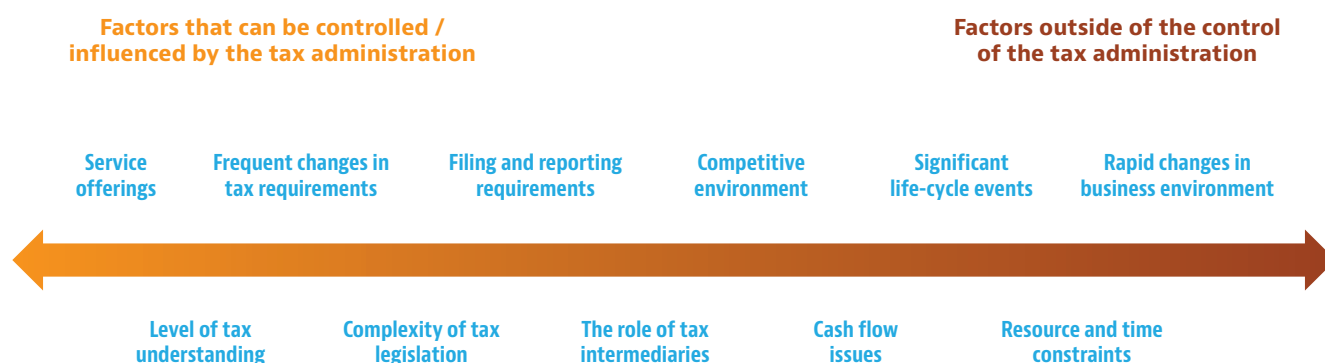 Factors that can be controlled /
influenced by the tax administration
Factors outside of the control
of the tax administration
Service
offerings
Frequent changes in
tax requirements
Filing and reporting
requirements
Competitive
environment
Significant
life-cycle events
Rapid changes in
business environment
Level of tax
understanding
Complexity of tax
legislation
The role of tax
intermediaries
Cash flow
issues
Resource and time
constraints